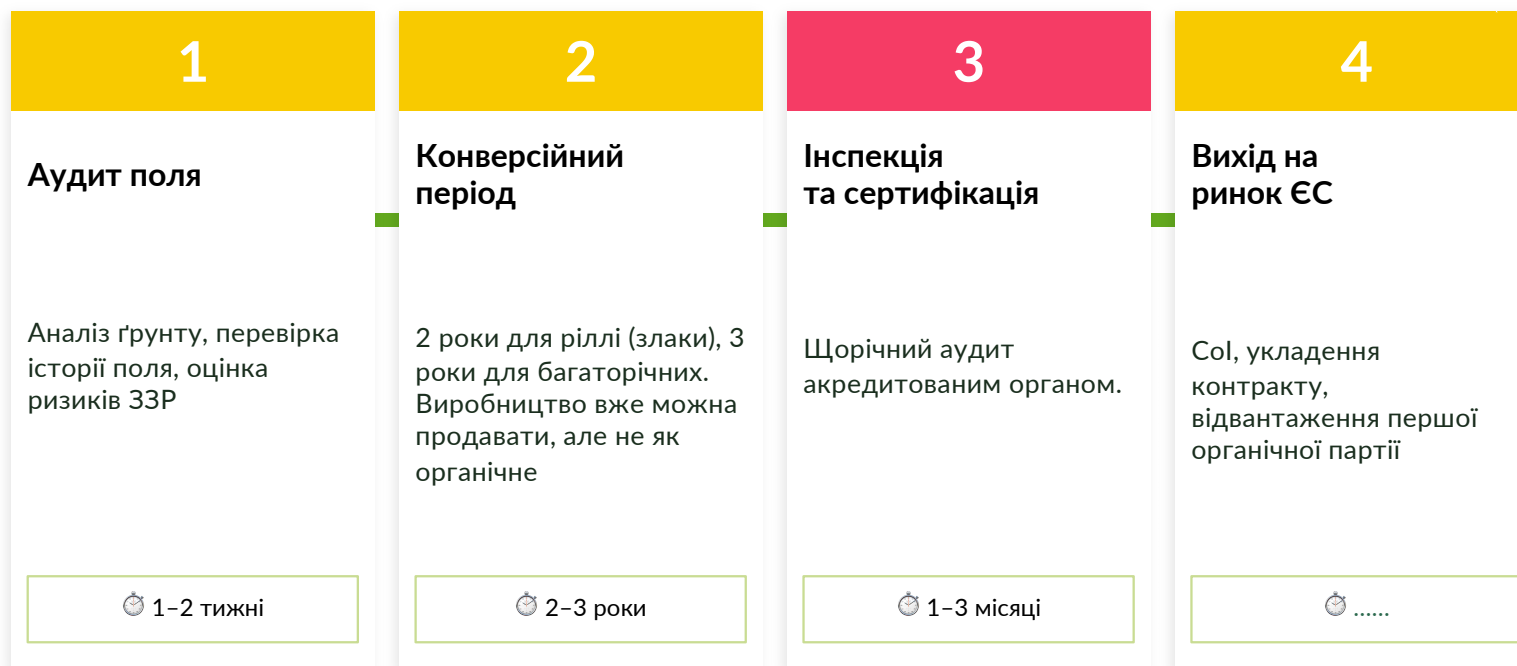 1
Аудит поля
Аналіз ґрунту, перевірка
історії поля, оцінка
ризиків ЗЗР
⏱ 1–2 тижні
2
Конверсійний
період
2 роки для ріллі (злаки), 3
роки для багаторічних.
Виробництво вже можна
продавати, але не як
органічне
⏱ 2–3 роки
3
Інспекція
та сертифікація
Щорічний аудит
акредитованим органом.
⏱ 1–3 місяці
4
Вихід на
ринок ЄС
CoI, укладення
контракту,
відвантаження першої
органічної партії
⏱ ......